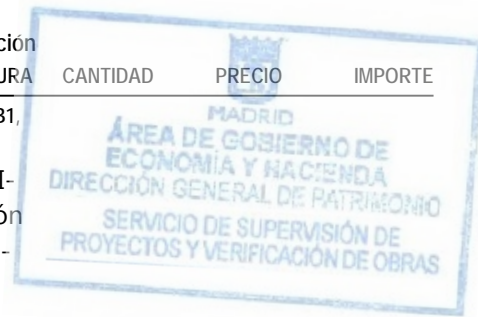 ción
URA CANTIDAD PRECIO IMPORTE
31,
I-
ón
-
MADRID
ÁREA DE GOBIERNO DE
ECONOMÍA Y HACIENDA
DIRECCIÓN GENERAL DE PATRIMONIO
SERVICIO DE SUPERVISIÓN DE
PROYECTOS Y VERIFICACIÓN DE OBRAS